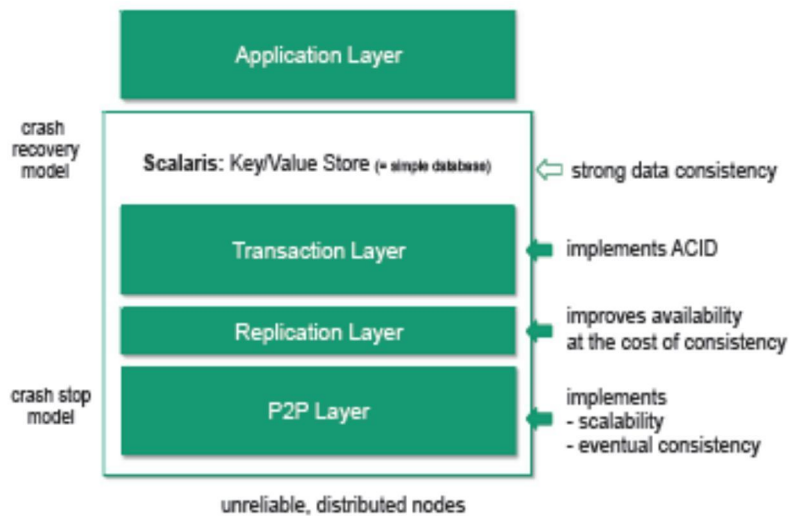 Application Layer
crash
recovery
model
Scalaris: Key/Value Store (= simple database)
strong data consistency
Transaction Layer
implements ACID
Replication Layer
improves availability
at the cost of consistency
crash stop
model
P2P Layer
implements
- scalability
- eventual consistency
unreliable, distributed nodes